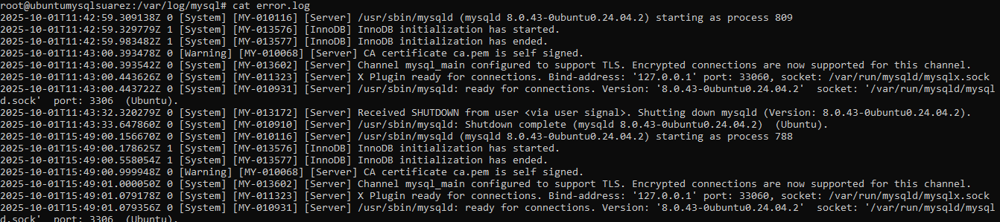 root@ubuntumysqlsuarez:/var/log/mysql# cat error.log
2025-10-01T11:42:59.309138Z 0 [System] [MY-010116] [Server] /usr/sbin/mysqld (mysqld 8.0.43-0ubuntu0.24.04.2) starting as process 809
2025-10-01T11:42:59.329779Z 1 [System] [MY-013576] [InnoDB] InnoDB initialization has started.
2025-10-01T11:42:59.983482Z 1 [System] [MY-013577] [InnoDB] InnoDB initialization has ended.
2025-10-01T11:43:00.393478Z 0 [Warning] [MY-010068] [Server] CA certificate ca.pem is self signed.
2025-10-01T11:43:00.393542Z 0 [System] [MY-013602] [Server] Channel mysql_main configured to support TLS. Encrypted connections are now supported for this channel.
2025-10-01T11:43:00.443626Z 0 [System] [MY-011323] [Server] X Plugin ready for connections. Bind-address: '127.0.0.1' port: 33060, socket: /var/run/mysqld/mysqlx.sock
2025-10-01T11:43:00.443722Z 0 [System] [MY-010931] [Server] /usr/sbin/mysqld: ready for connections. Version: '8.0.43-0ubuntu0.24.04.2'  socket: '/var/run/mysqld/mysql
d.sock'  port: 3306  (Ubuntu).
2025-10-01T11:43:32.320279Z 0 [System] [MY-013172] [Server] Received SHUTDOWN from user <via user signal>. Shutting down mysqld (Version: 8.0.43-0ubuntu0.24.04.2).
2025-10-01T11:43:33.647860Z 0 [System] [MY-010910] [Server] /usr/sbin/mysqld: Shutdown complete (mysqld 8.0.43-0ubuntu0.24.04.2)  (Ubuntu).
2025-10-01T15:49:00.156670Z 0 [System] [MY-010116] [Server] /usr/sbin/mysqld (mysqld 8.0.43-0ubuntu0.24.04.2) starting as process 788
2025-10-01T15:49:00.178625Z 1 [System] [MY-013576] [InnoDB] InnoDB initialization has started.
2025-10-01T15:49:00.558054Z 1 [System] [MY-013577] [InnoDB] InnoDB initialization has ended.
2025-10-01T15:49:00.999948Z 0 [Warning] [MY-010068] [Server] CA certificate ca.pem is self signed.
2025-10-01T15:49:01.000050Z 0 [System] [MY-013602] [Server] Channel mysql_main configured to support TLS. Encrypted connections are now supported for this channel.
2025-10-01T15:49:01.079178Z 0 [System] [MY-011323] [Server] X Plugin ready for connections. Bind-address: '127.0.0.1' port: 33060, socket: /var/run/mysqld/mysqlx.sock
2025-10-01T15:49:01.079356Z 0 [System] [MY-010931] [Server] /usr/sbin/mysqld: ready for connections. Version: '8.0.43-0ubuntu0.24.04.2'  socket: '/var/run/mysqld/mysql
d.sock'  port: 3306  (Ubuntu).